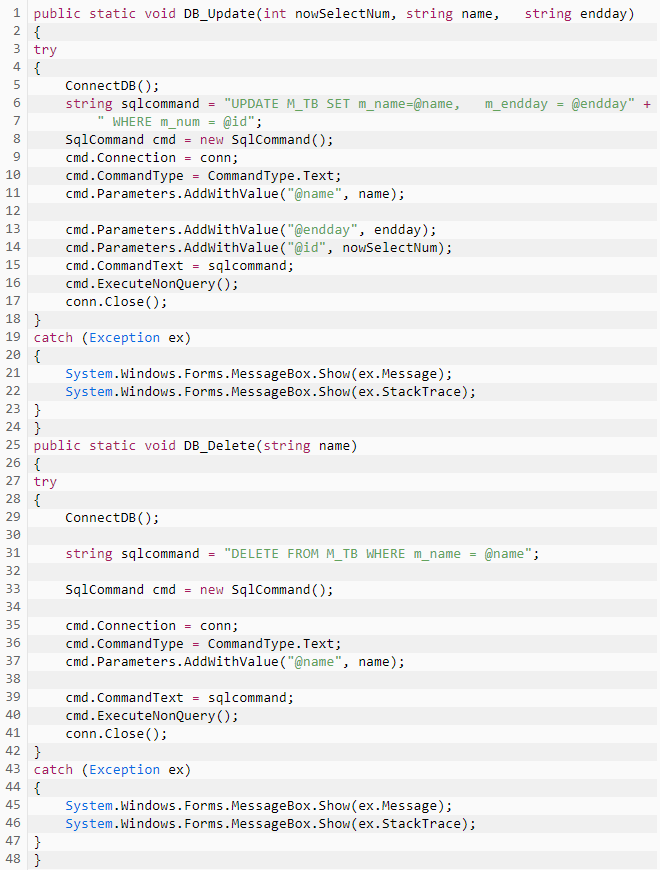 1 public static void DB_Update(int nowSelectNum, string name,   string endday)
2 {
3 try
4 {
5     ConnectDB();
6     string sqlcommand = "UPDATE M_TB SET m_name=@name,   m_endday = @endday" +
7         " WHERE m_num = @id";
8     SqlCommand cmd = new SqlCommand();
9     cmd.Connection = conn;
10     cmd.CommandType = CommandType.Text;
11     cmd.Parameters.AddWithValue("@name", name);
12
13     cmd.Parameters.AddWithValue("@endday", endday);
14     cmd.Parameters.AddWithValue("@id", nowSelectNum);
15     cmd.CommandText = sqlcommand;
16     cmd.ExecuteNonQuery();
17     conn.Close();
18 }
19 catch (Exception ex)
20 {
21     System.Windows.Forms.MessageBox.Show(ex.Message);
22     System.Windows.Forms.MessageBox.Show(ex.StackTrace);
23 }
24 }
25 public static void DB_Delete(string name)
26 {
27 try
28 {
29     ConnectDB();
30
31     string sqlcommand = "DELETE FROM M_TB WHERE m_name = @name";
32
33     SqlCommand cmd = new SqlCommand();
34
35     cmd.Connection = conn;
36     cmd.CommandType = CommandType.Text;
37     cmd.Parameters.AddWithValue("@name", name);
38
39     cmd.CommandText = sqlcommand;
40     cmd.ExecuteNonQuery();
41     conn.Close();
42 }
43 catch (Exception ex)
44 {
45     System.Windows.Forms.MessageBox.Show(ex.Message);
46     System.Windows.Forms.MessageBox.Show(ex.StackTrace);
47 }
48 }